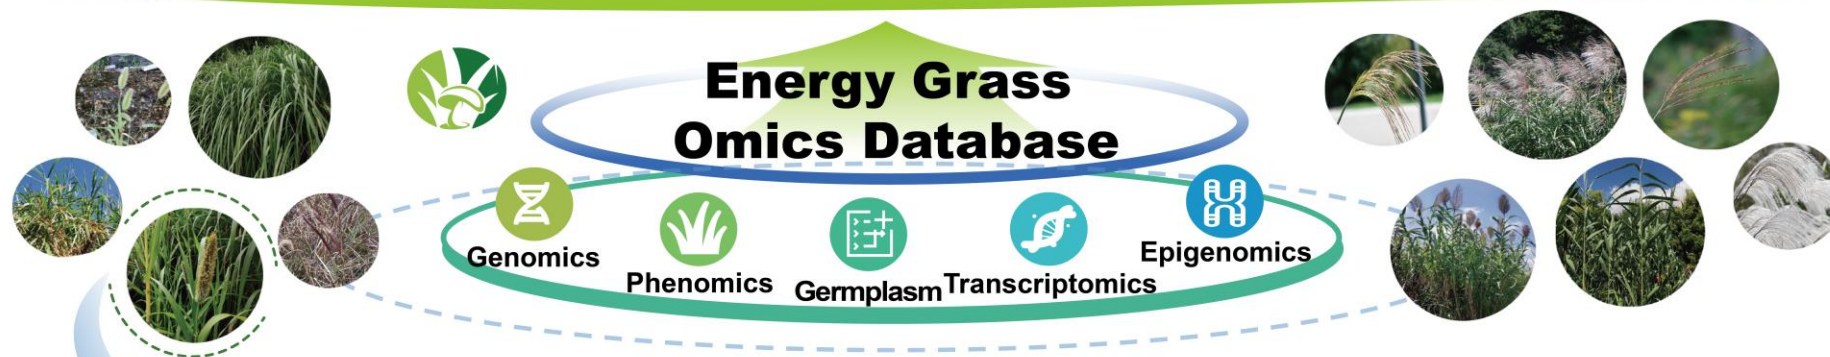 Energy Grass
Omics Database
Genomics
Phenomics
Germplasm
Transcriptomics
Epigenomics